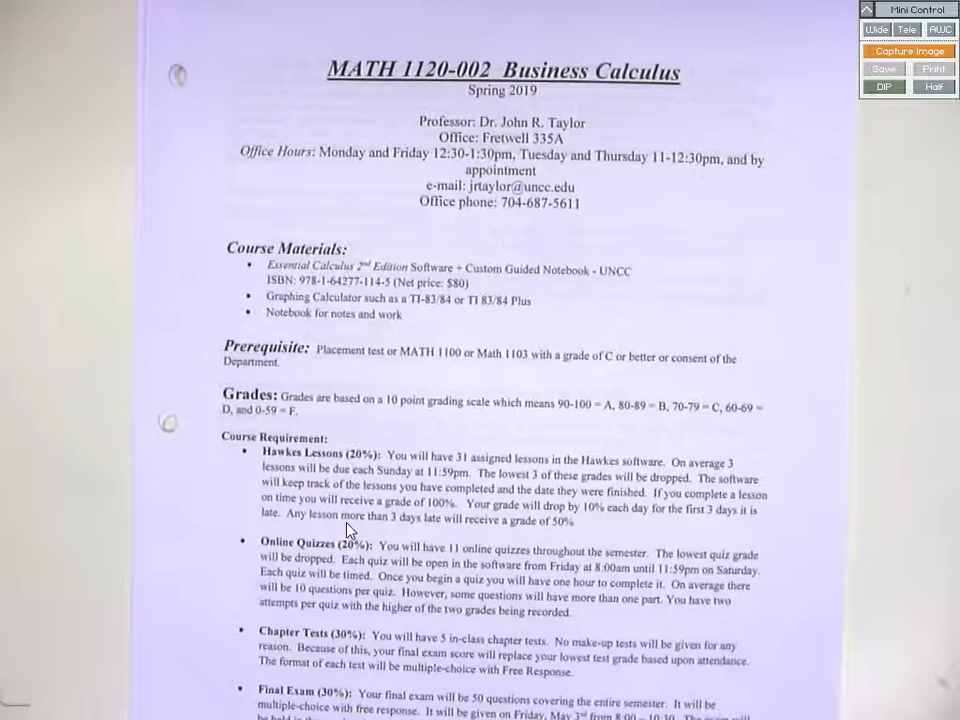 Mini Control
Wide Tele AWC
Capture Image
Save Print
DIP Half
MATH 1120-002 Business Calculus
Spring 2019
Professor: Dr. John R. Taylor
Office: Fretwell 335A
Office Hours: Monday and Friday 12:30-1:30pm, Tuesday and Thursday 11-12:30pm, and by
appointment
e-mail: jrtaylor@uncc.edu
Office phone: 704-687-5611
Course Materials:
• Essential Calculus 2nd Edition Software + Custom Guided Notebook - UNCC
ISBN: 978-1-64277-114-5 (Net price: $80)
• Graphing Calculator such as a TI-83/84 or TI 83/84 Plus
• Notebook for notes and work
Prerequisite: Placement test or MATH 1100 or Math 1103 with a grade of C or better or consent of the
Department.
Grades: Grades are based on a 10 point grading scale which means 90-100 = A, 80-89 = B, 70-79 = C, 60-69 =
D, and 0-59 = F.
Course Requirement:
• Hawkes Lessons (20%): You will have 31 assigned lessons in the Hawkes software. On average 3
lessons will be due each Sunday at 11:59pm. The lowest 3 of these grades will be dropped. The software
will keep track of the lessons you have completed and the date they were finished. If you complete a lesson
on time you will receive a grade of 100%. Your grade will drop by 10% each day for the first 3 days it is
late. Any lesson more than 3 days late will receive a grade of 50%
• Online Quizzes (20%): You will have 11 online quizzes throughout the semester. The lowest quiz grade
will be dropped. Each quiz will be open in the software from Friday at 8:00am until 11:59pm on Saturday.
Each quiz will be timed. Once you begin a quiz you will have one hour to complete it. On average there
will be 10 questions per quiz. However, some questions will have more than one part. You have two
attempts per quiz with the higher of the two grades being recorded.
• Chapter Tests (30%): You will have 5 in-class chapter tests. No make-up tests will be given for any
reason. Because of this, your final exam score will replace your lowest test grade based upon attendance.
The format of each test will be multiple-choice with Free Response.
• Final Exam (30%): Your final exam will be 50 questions covering the entire semester. It will be
multiple-choice with free response. It will be given on Friday, May 3rd from 8:00 - 10:30. The exam will